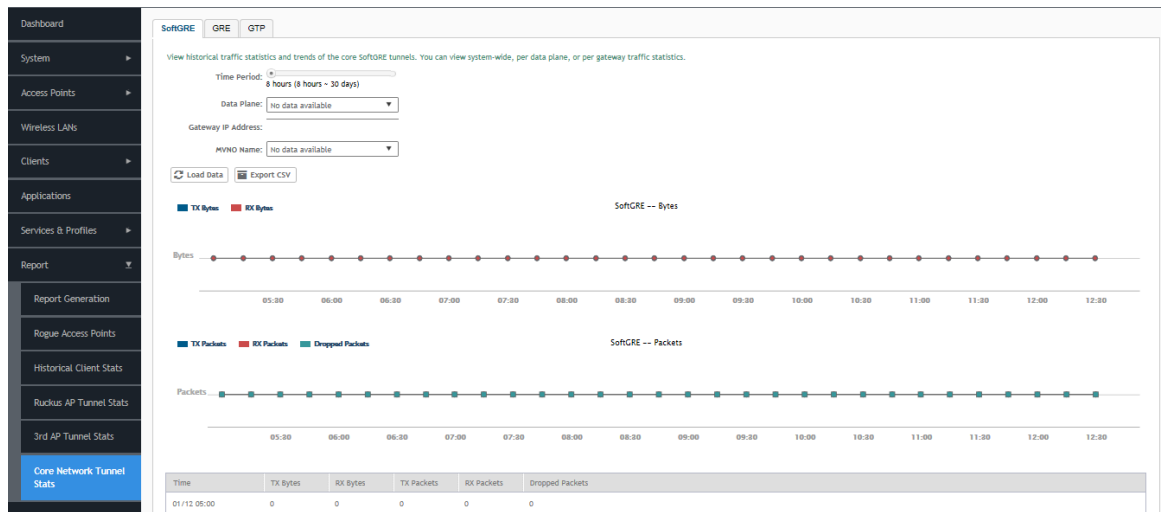 Dashboard
System
Access Points
Wireless LANs
Clients
Applications
Services & Profiles
Report
Report Generation
Rogue Access Points
Historical Client Stats
Ruckus AP Tunnel Stats
3rd AP Tunnel Stats
Core Network Tunnel
Stats
SoftGRE GRE GTP
View historical traffic statistics and trends of the core SoftGRE tunnels. You can view system-wide, per data plane, or per gateway traffic statistics.
Time Period:
8 hours (8 hours ~ 30 days)
Data Plane: No data available
Gateway IP Address:
MVNO Name: No data available
Load Data Export CSV
TX Bytes RX Bytes SoftGRE -- Bytes
Bytes
05:30 06:00 06:30 07:00 07:30 08:00 08:30 09:00 09:30 10:00 10:30 11:00 11:30 12:00 12:30
TX Packets RX Packets Dropped Packets SoftGRE -- Packets
Packets
05:30 06:00 06:30 07:00 07:30 08:00 08:30 09:00 09:30 10:00 10:30 11:00 11:30 12:00 12:30
Time TX Bytes RX Bytes TX Packets RX Packets Dropped Packets
01/12 05:00 0 0 0 0 0